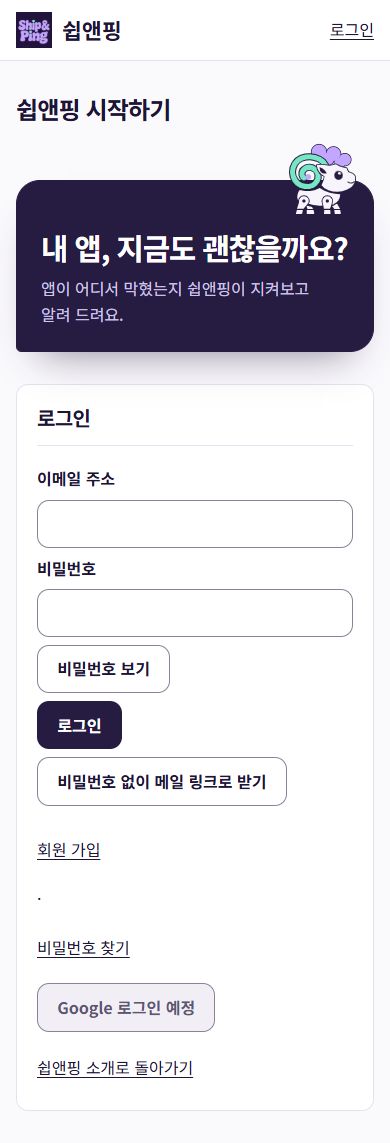 Ship&
Ping
쉽앤핑
로그인
쉽앤핑 시작하기
내 앱, 지금도 괜찮을까요?
앱이 어디서 막혔는지 쉽앤핑이 지켜보고
알려 드려요.
로그인
이메일 주소
비밀번호
비밀번호 보기
로그인
비밀번호 없이 메일 링크로 받기
회원 가입
.
비밀번호 찾기
Google 로그인 예정
쉽앤핑 소개로 돌아가기